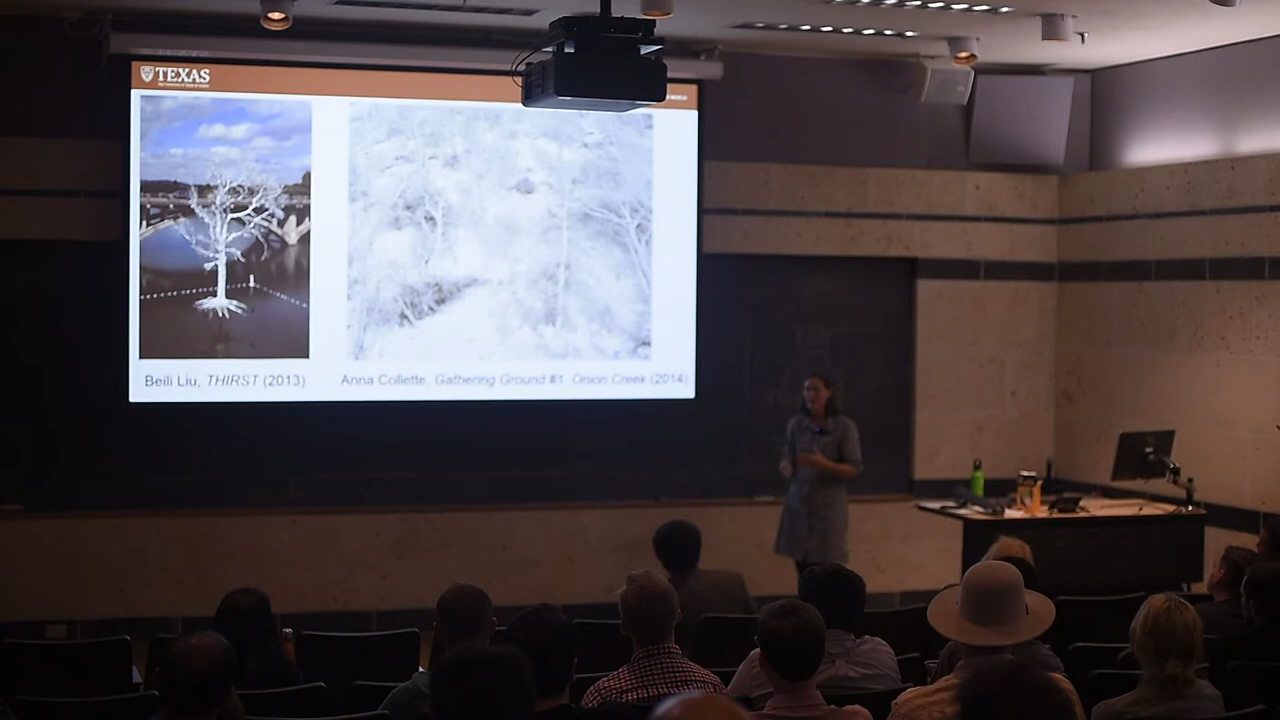 TEXAS
Beili Liu, THIRST (2013)
Anna Collette, Gathering Ground #1, Onion Creek (2014)